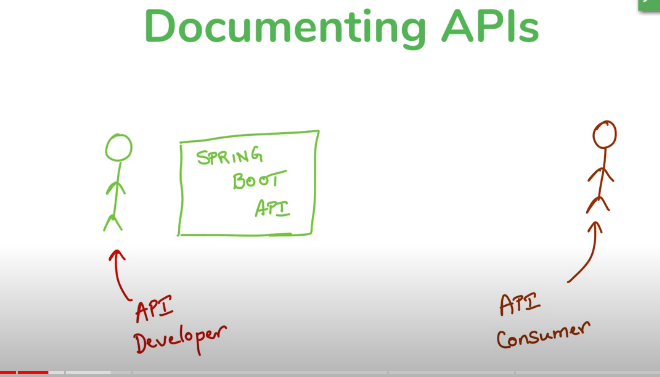 Documenting APIs
SPRING
BOOT
API
API
Developer
API
Consumer